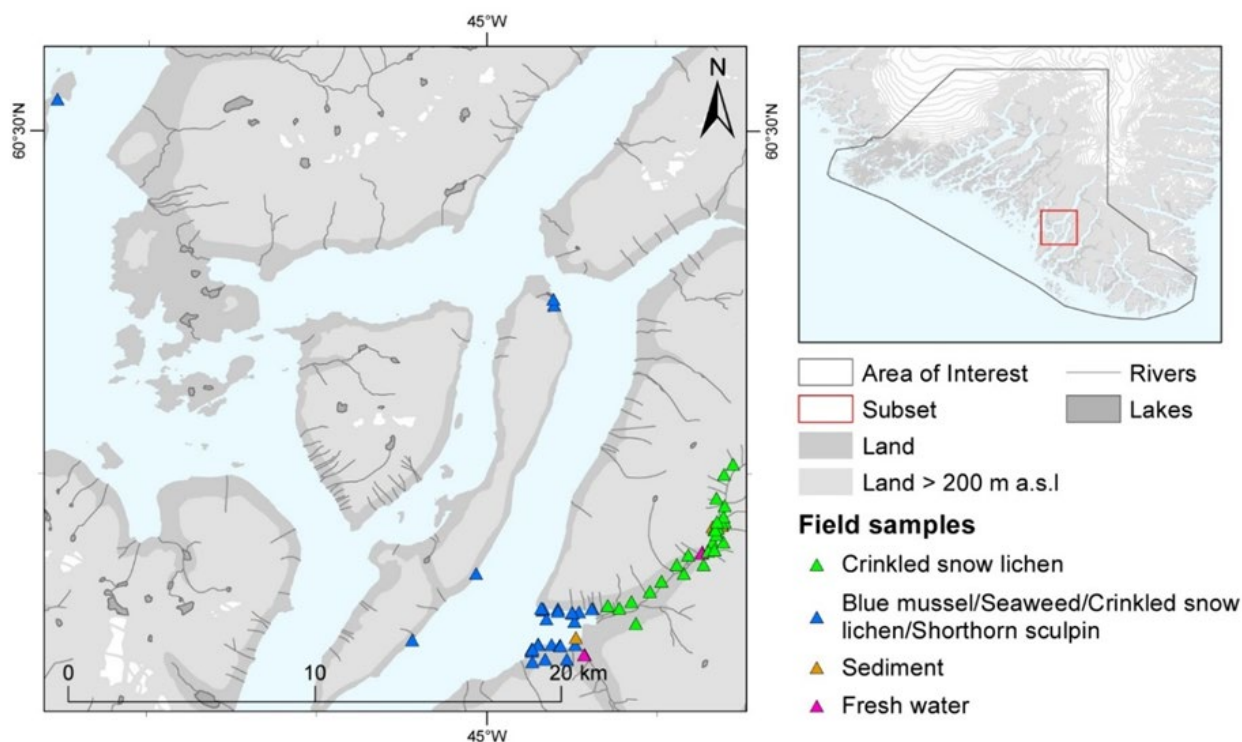 45°W
N
60°30'N
60°30'N
0 10 20 km
45°W
Area of Interest
Rivers
Subset
Lakes
Land
Land > 200 m a.s.l
Field samples
Crinkled snow lichen
Blue mussel/Seaweed/Crinkled snow
lichen/Shorthorn sculpin
Sediment
Fresh water